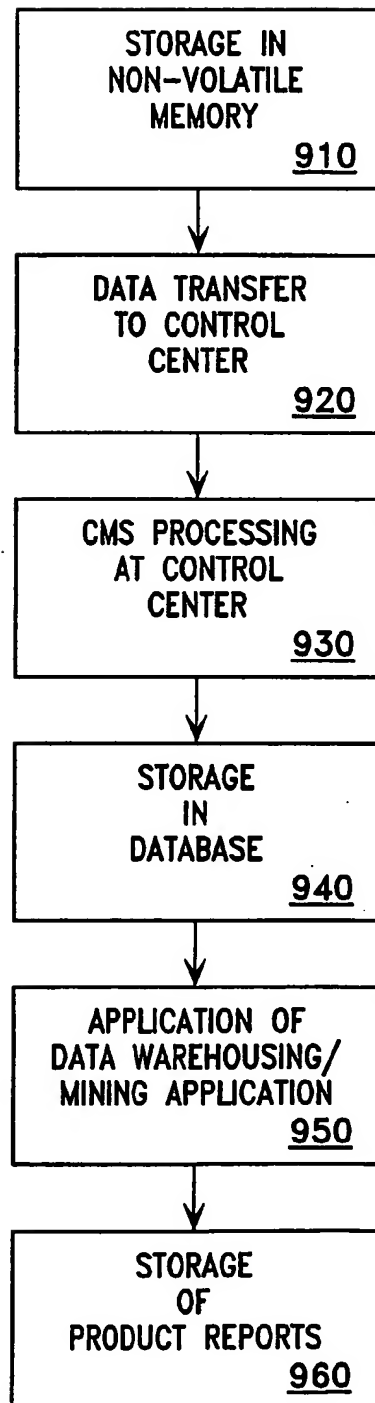 STORAGE IN
NON-VOLATILE
MEMORY
910
DATA TRANSFER
TO CONTROL
CENTER
920
CMS PROCESSING
AT CONTROL
CENTER
930
STORAGE
IN
DATABASE
940
APPLICATION OF
DATA WAREHOUSING/
MINING APPLICATION
950
STORAGE
OF
PRODUCT REPORTS
960